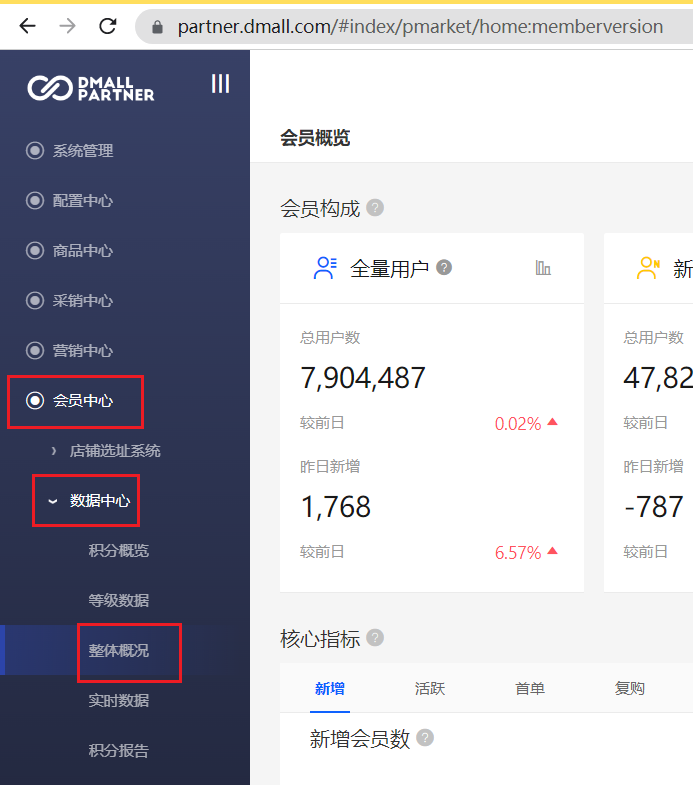 partner.dmall.com/#index/pmarket/home:memberversion
DMALL
PARTNER
系统管理
配置中心
商品中心
采销中心
营销中心
会员中心
店铺选址系统
数据中心
积分概览
等级数据
整体概况
实时数据
积分报告
会员概览
会员构成 ?
全量用户 ?
总用户数
7,904,487
较前日 0.02%
昨日新增
1,768
较前日 6.57%
新
总用户数
47,82
较前日
昨日新增
-787
较前日
核心指标 ?
新增 活跃 首单 复购
新增会员数 ?